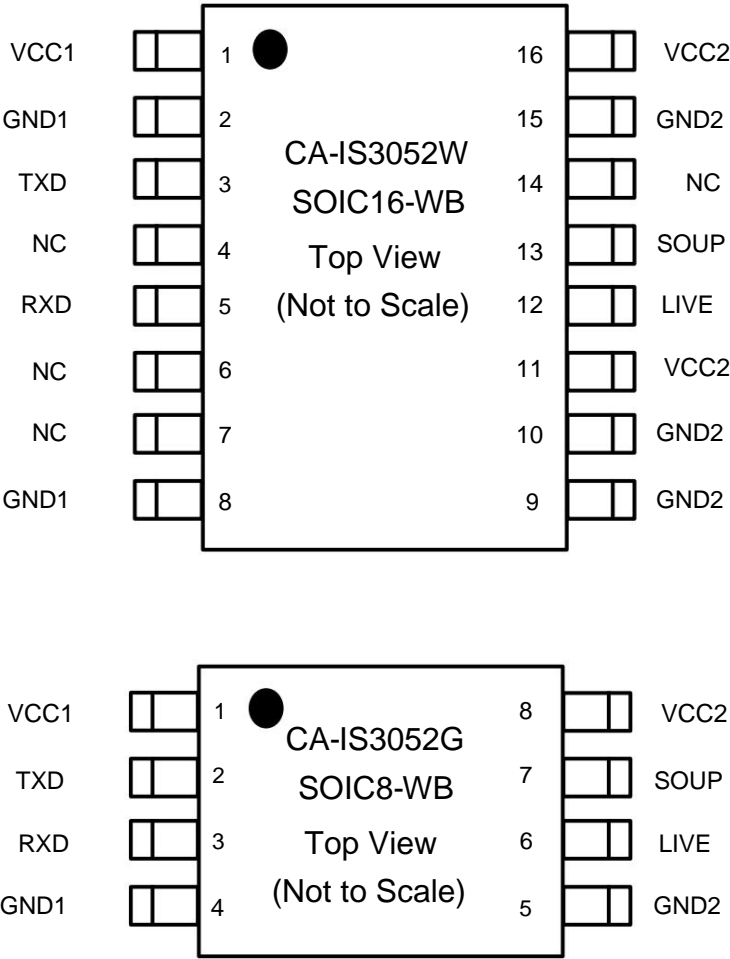 VCC1 1 16 VCC2
GND1 2 15 GND2
CA-IS3052W
TXD 3 14 NC
SOIC16-WB
NC 4 13 SOUP
Top View
RXD 5 12 LIVE
(Not to Scale)
NC 6 11 VCC2
NC 7 10 GND2
GND1 8 9 GND2
VCC1 1 8 VCC2
CA-IS3052G
TXD 2 7 SOUP
SOIC8-WB
RXD 3 6 LIVE
Top View
(Not to Scale)
GND1 4 5 GND2